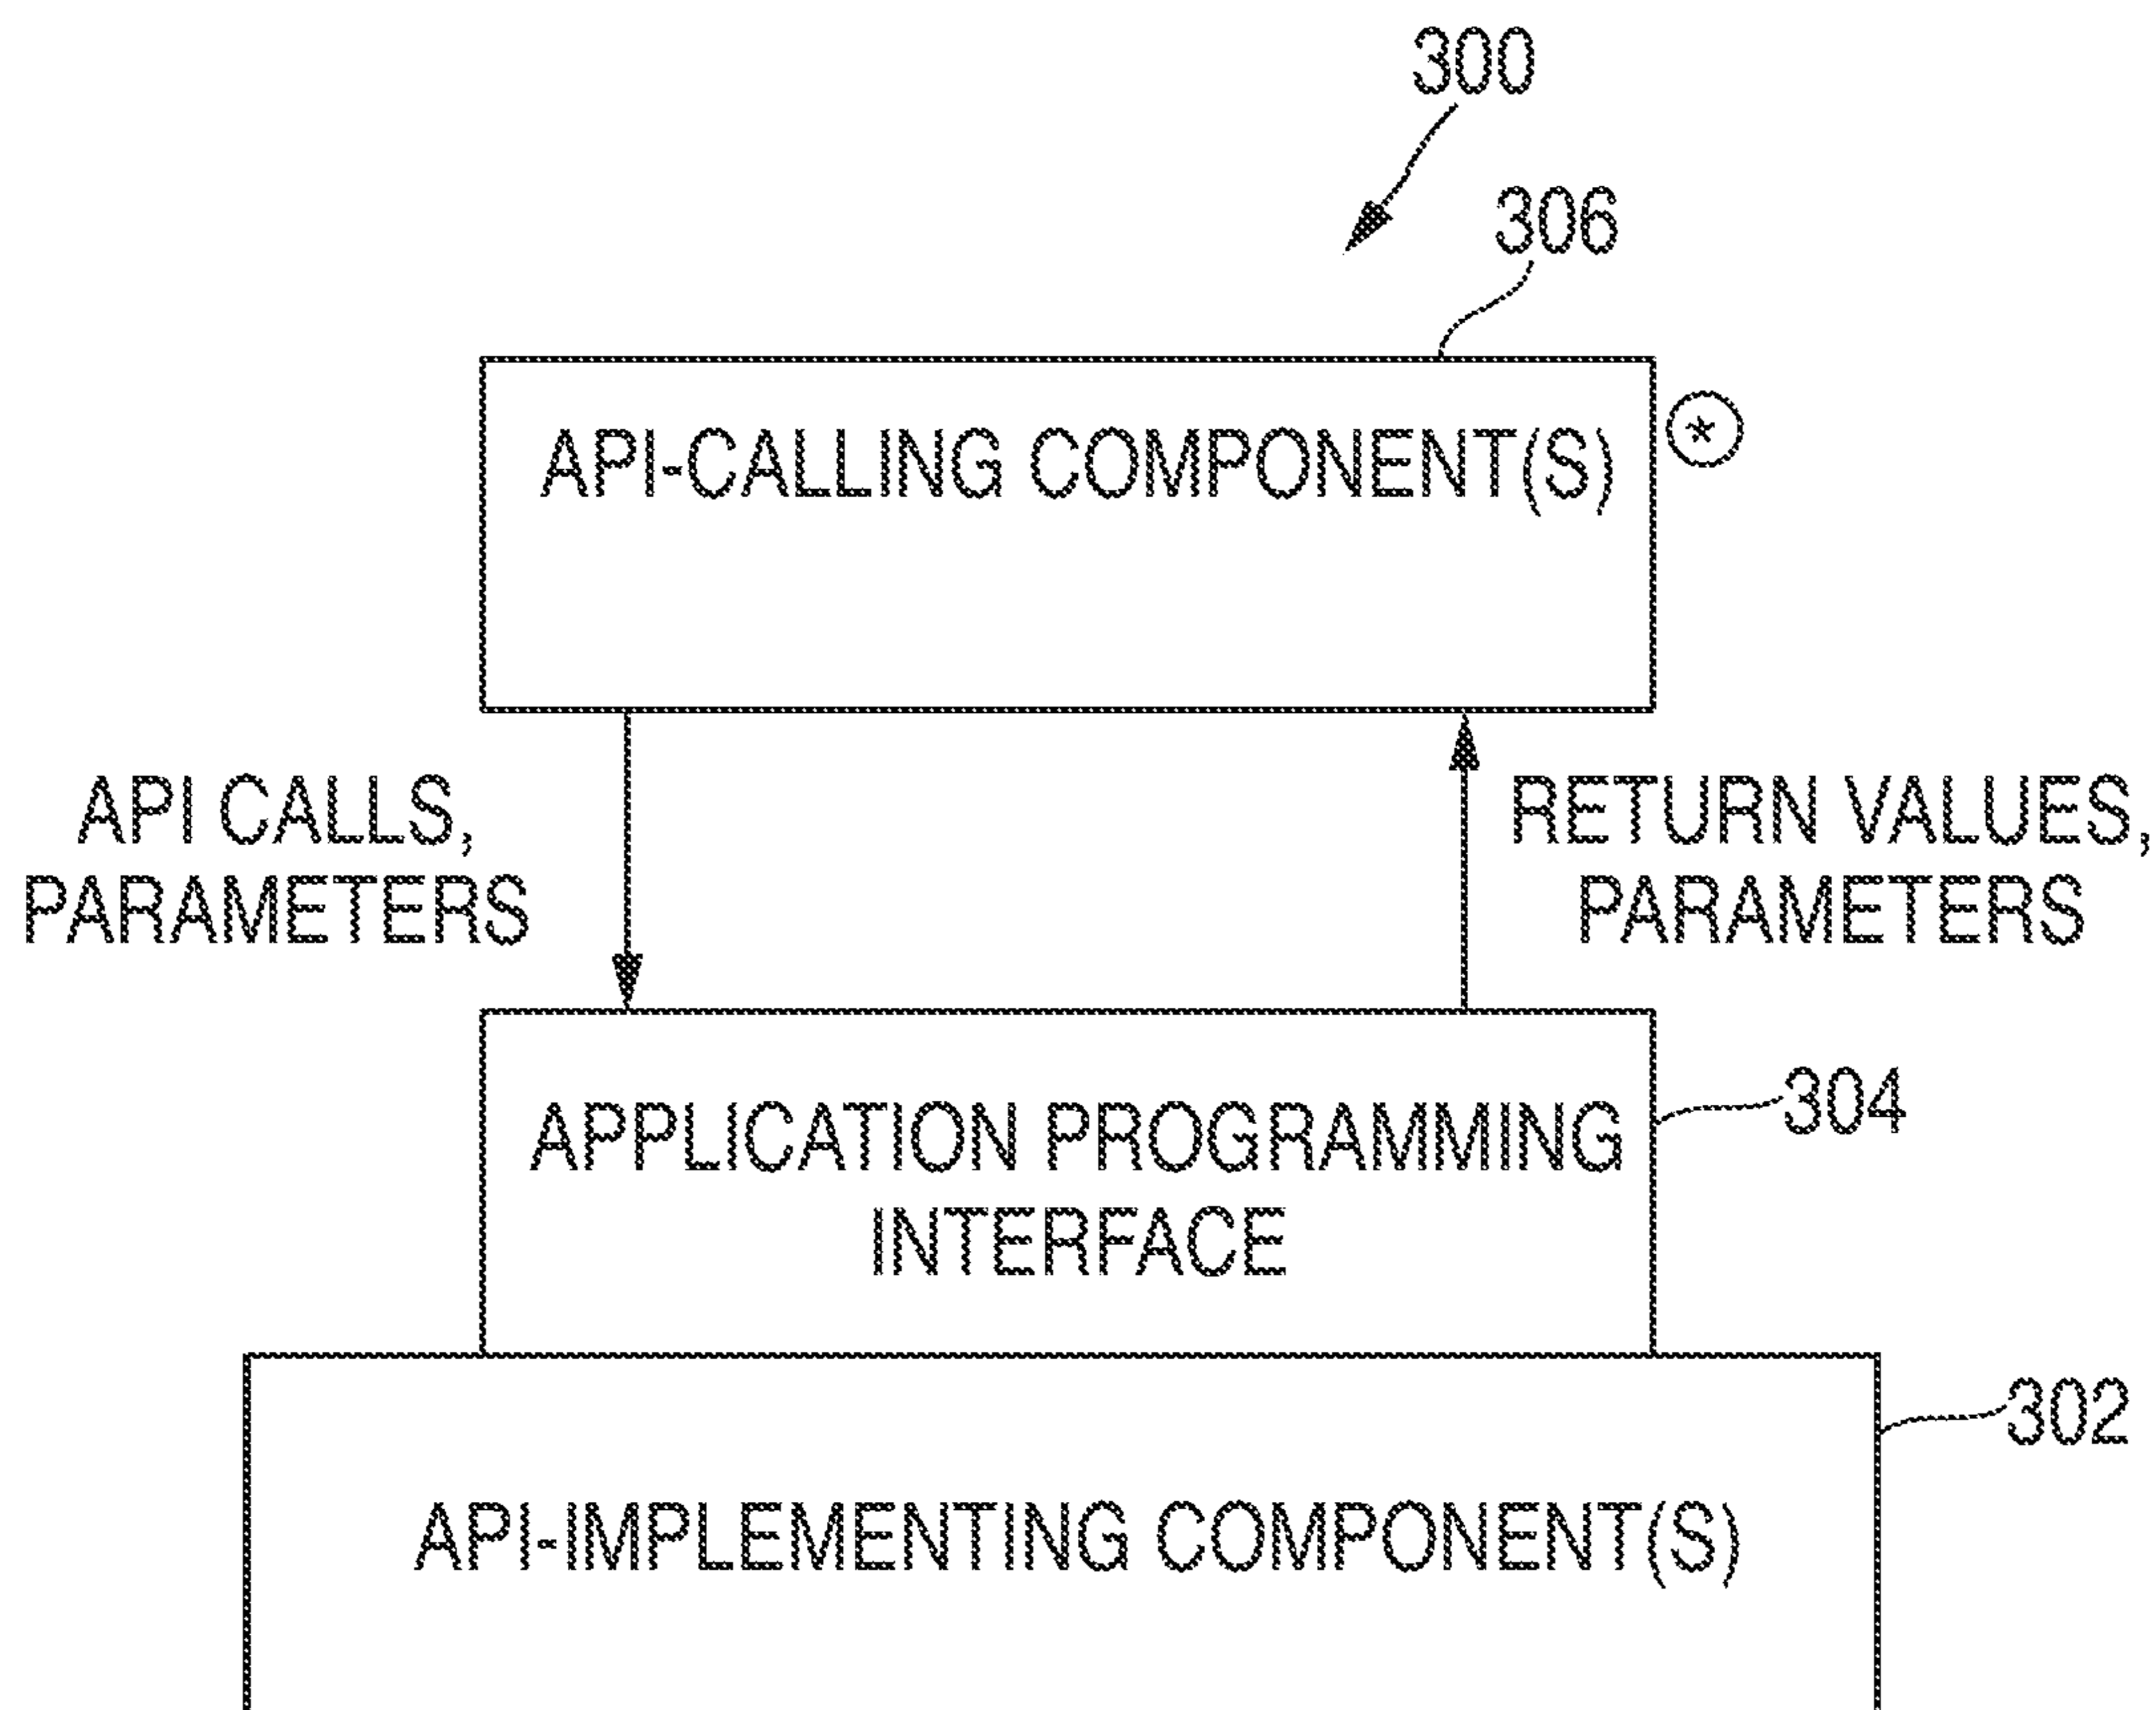 300
306
API-CALLING COMPONENT(S)
*
API CALLS,
PARAMETERS
RETURN VALUES,
PARAMETERS
APPLICATION PROGRAMMING
INTERFACE
304
302
API-IMPLEMENTING COMPONENT(S)